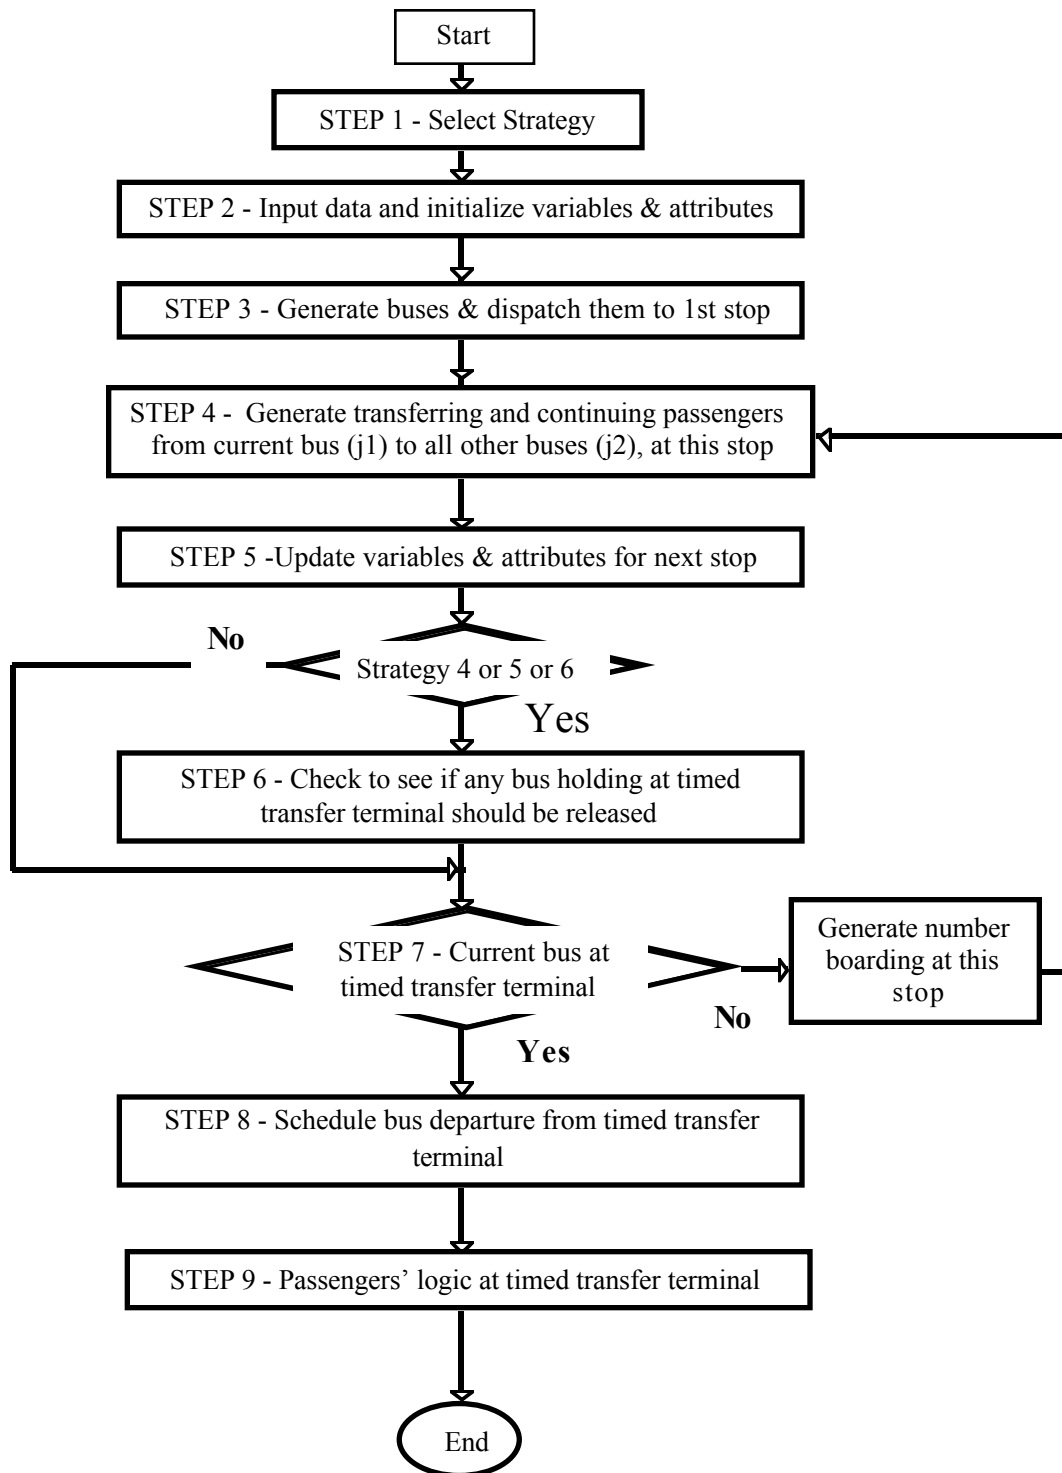 Start
STEP 1 - Select Strategy
STEP 2 - Input data and initialize variables & attributes
STEP 3 - Generate buses & dispatch them to 1st stop
STEP 4 - Generate transferring and continuing passengers
from current bus (j1) to all other buses (j2), at this stop
STEP 5 -Update variables & attributes for next stop
No
Strategy 4 or 5 or 6
Yes
STEP 6 - Check to see if any bus holding at timed
transfer terminal should be released
STEP 7 - Current bus at
timed transfer terminal
No
Generate number
boarding at this
stop
Yes
STEP 8 - Schedule bus departure from timed transfer
terminal
STEP 9 - Passengers’ logic at timed transfer terminal
End